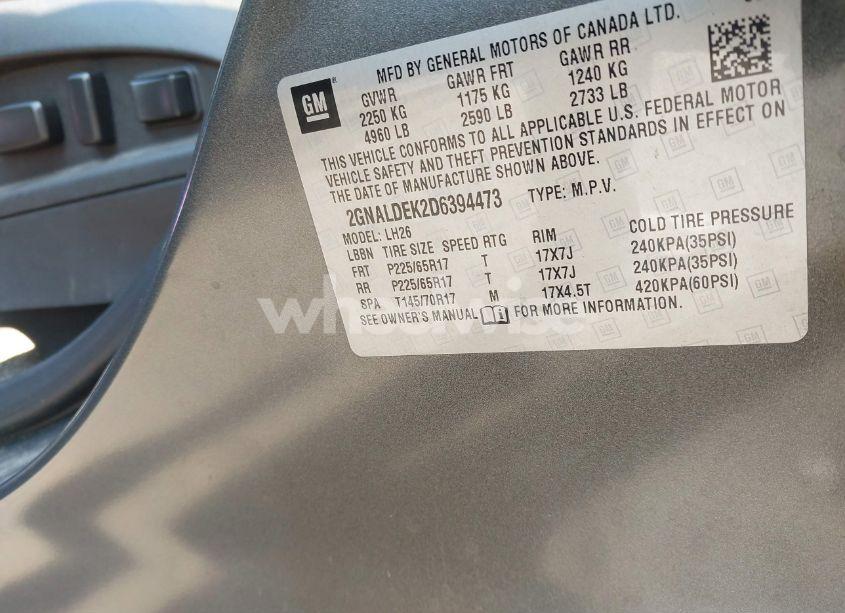 MFD BY GENERAL MOTORS OF CANADA LTD.
GM
GVWR GAWR FRT GAWR RR
2250 KG 1175 KG 1240 KG
4960 LB 2590 LB 2733 LB
THIS VEHICLE CONFORMS TO ALL APPLICABLE U.S. FEDERAL MOTOR
VEHICLE SAFETY AND THEFT PREVENTION STANDARDS IN EFFECT ON
THE DATE OF MANUFACTURE SHOWN ABOVE.
2GNALDEK2D6394473 TYPE: M.P.V.
MODEL: LH26
LBBN TIRE SIZE SPEED RTG RIM COLD TIRE PRESSURE
FRT P225/65R17 T 17X7J 240KPA(35PSI)
RR P225/65R17 T 17X7J 240KPA(35PSI)
SPA T145/70R17 M 17X4.5T 420KPA(60PSI)
SEE OWNER'S MANUAL FOR MORE INFORMATION.